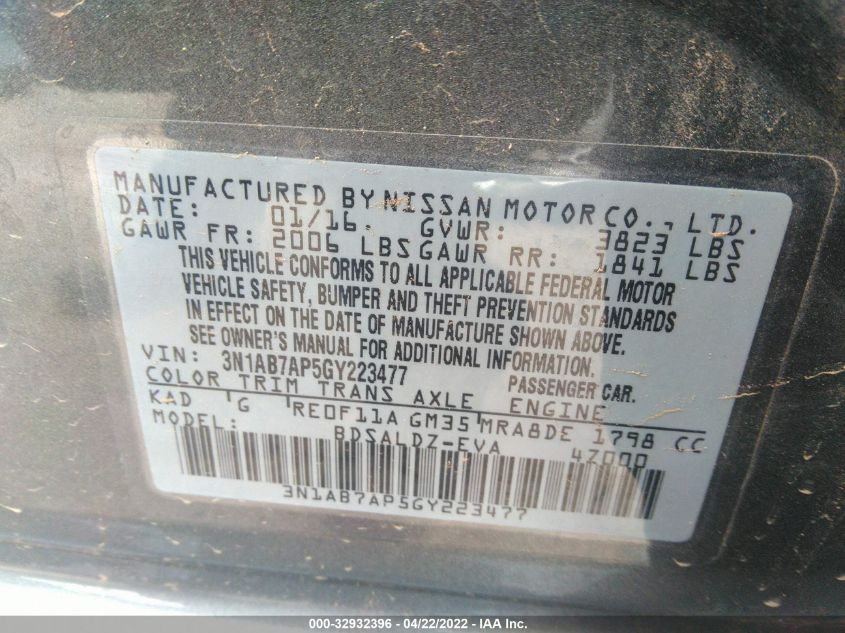 MANUFACTURED BY NISSAN MOTOR CO., LTD.
DATE: 01/16 GVWR: 3823 LBS
GAWR FR: 2006 LBS GAWR RR: 1841 LBS
THIS VEHICLE CONFORMS TO ALL APPLICABLE FEDERAL MOTOR
VEHICLE SAFETY, BUMPER AND THEFT PREVENTION STANDARDS
IN EFFECT ON THE DATE OF MANUFACTURE SHOWN ABOVE.
SEE OWNER'S MANUAL FOR ADDITIONAL INFORMATION.
VIN: 3N1AB7AP5GY223477 PASSENGER CAR.
COLOR TRIM TRANS AXLE ENGINE
KAD G RE0F11A GM35 MRA8DE 1798 CC
MODEL: BDSALDZ-EVA 4Z000
3N1AB7AP5GY223477
000-32932396 - 04/22/2022 - IAA Inc.